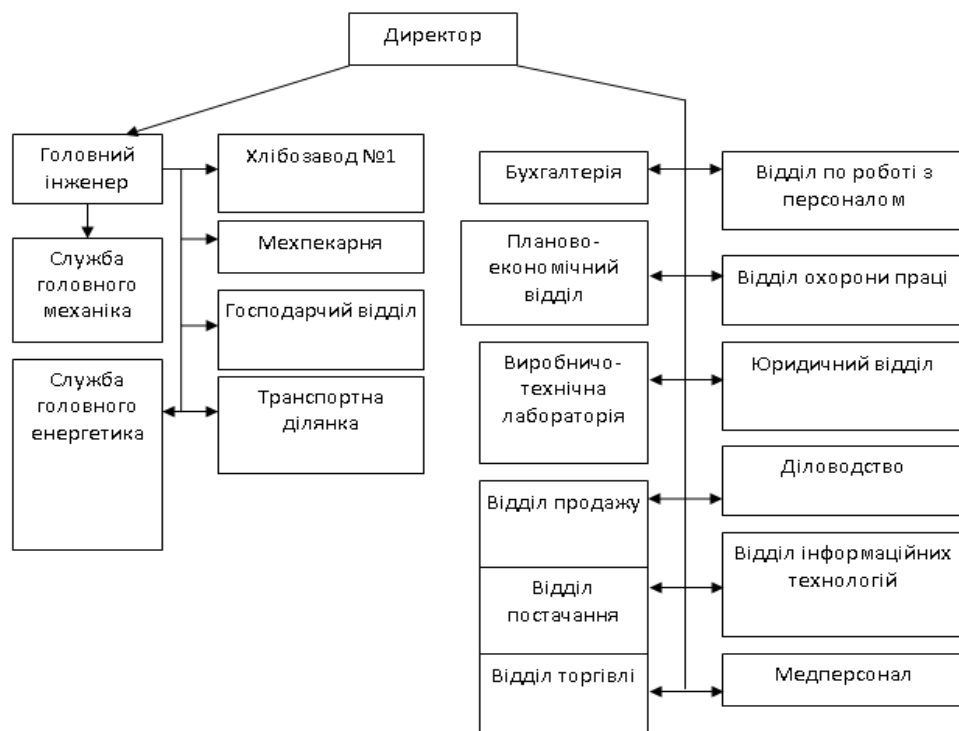 Директор
Головний
інженер
Служба
головного
механіка
Служба
головного
енергетика
Хлібозавод №1
Мехпекарня
Господарчий відділ
Транспортна
ділянка
Бухгалтерія
Планово-
економічний
відділ
Виробничо-
технічна
лабораторія
Відділ продажу
Відділ
постачання
Відділ торгівлі
Відділ по роботі з
персоналом
Відділ охорони праці
Юридичний відділ
Діловодство
Відділ інформаційних
технологій
Медперсонал